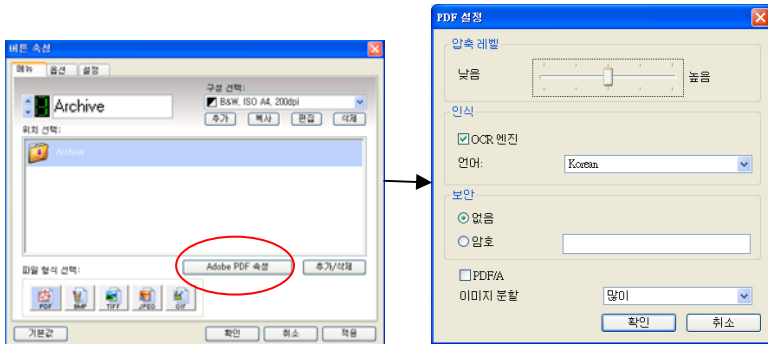 버튼 속성
메뉴 옵션 설정
Archive
구성 선택:
B&W, ISO A4, 200dpi
추가 복사 편집 삭제
위치 선택:
Archive
Adobe PDF 속성 추가/삭제
파일 형식 선택:
PDF BMP TIFF JPEG GIF
기본값 확인 취소 적용
PDF 설정
압축 레벨
낮음 높음
인식
OCR 엔진
언어: Korean
보안
없음
암호
PDF/A
이미지 분할 많이
확인 취소